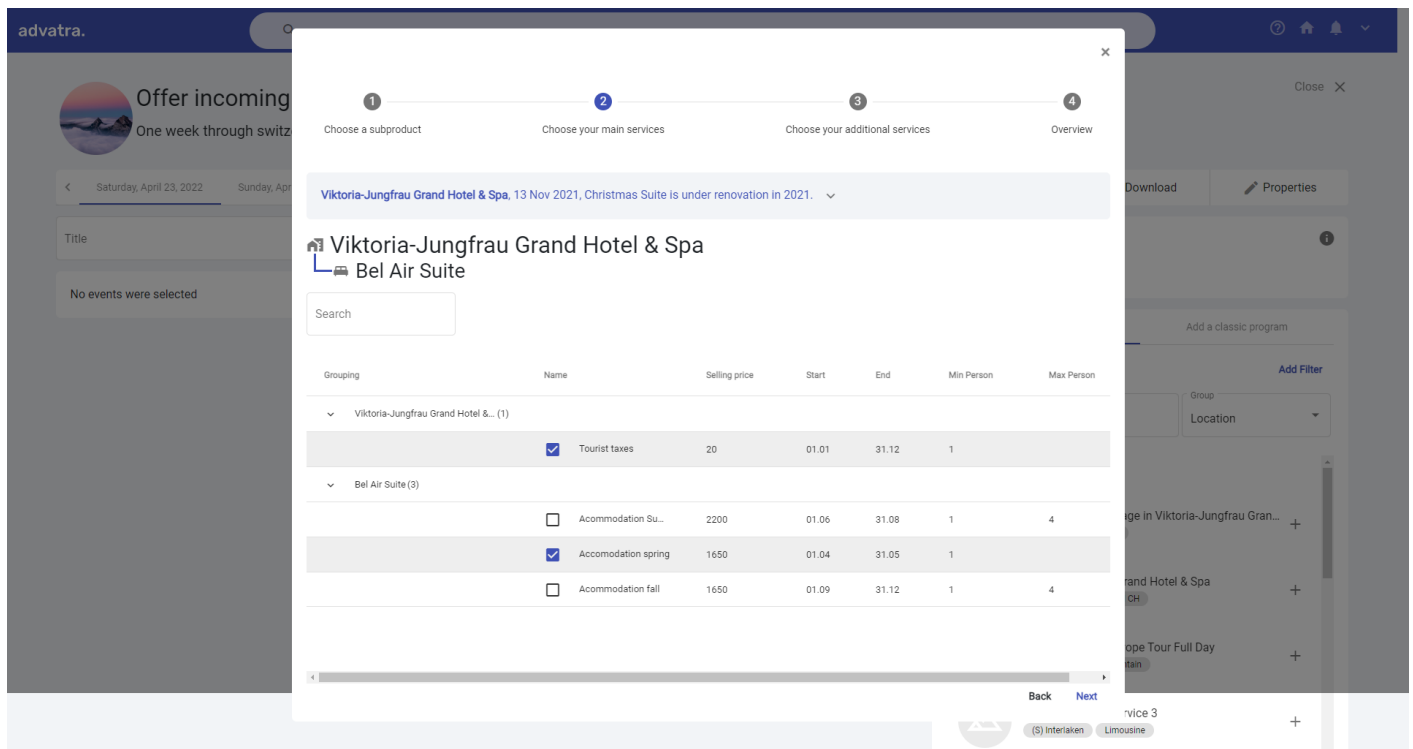 advatra.
Offer incoming
One week through switz
Close
Saturday, April 23, 2022
Sunday, Apr
Download
Properties
Title
No events were selected
1
2
3
4
Choose a subproduct
Choose your main services
Choose your additional services
Overview
Viktoria-Jungfrau Grand Hotel & Spa, 13 Nov 2021, Christmas Suite is under renovation in 2021.
Viktoria-Jungfrau Grand Hotel & Spa
Bel Air Suite
Search
Grouping Name Selling price Start End Min Person Max Person
Viktoria-Jungfrau Grand Hotel &... (1)
Tourist taxes 20 01.01 31.12 1
Bel Air Suite (3)
Acommodation Su... 2200 01.06 31.08 1 4
Accomodation spring 1650 01.04 31.05 1
Acommodation fall 1650 01.09 31.12 1 4
Back Next
Add a classic program
Add Filter
Group
Location
age in Viktoria-Jungfrau Gran...
rand Hotel & Spa
CH
ope Tour Full Day
ntain
rvice 3
(S) Interlaken Limousine